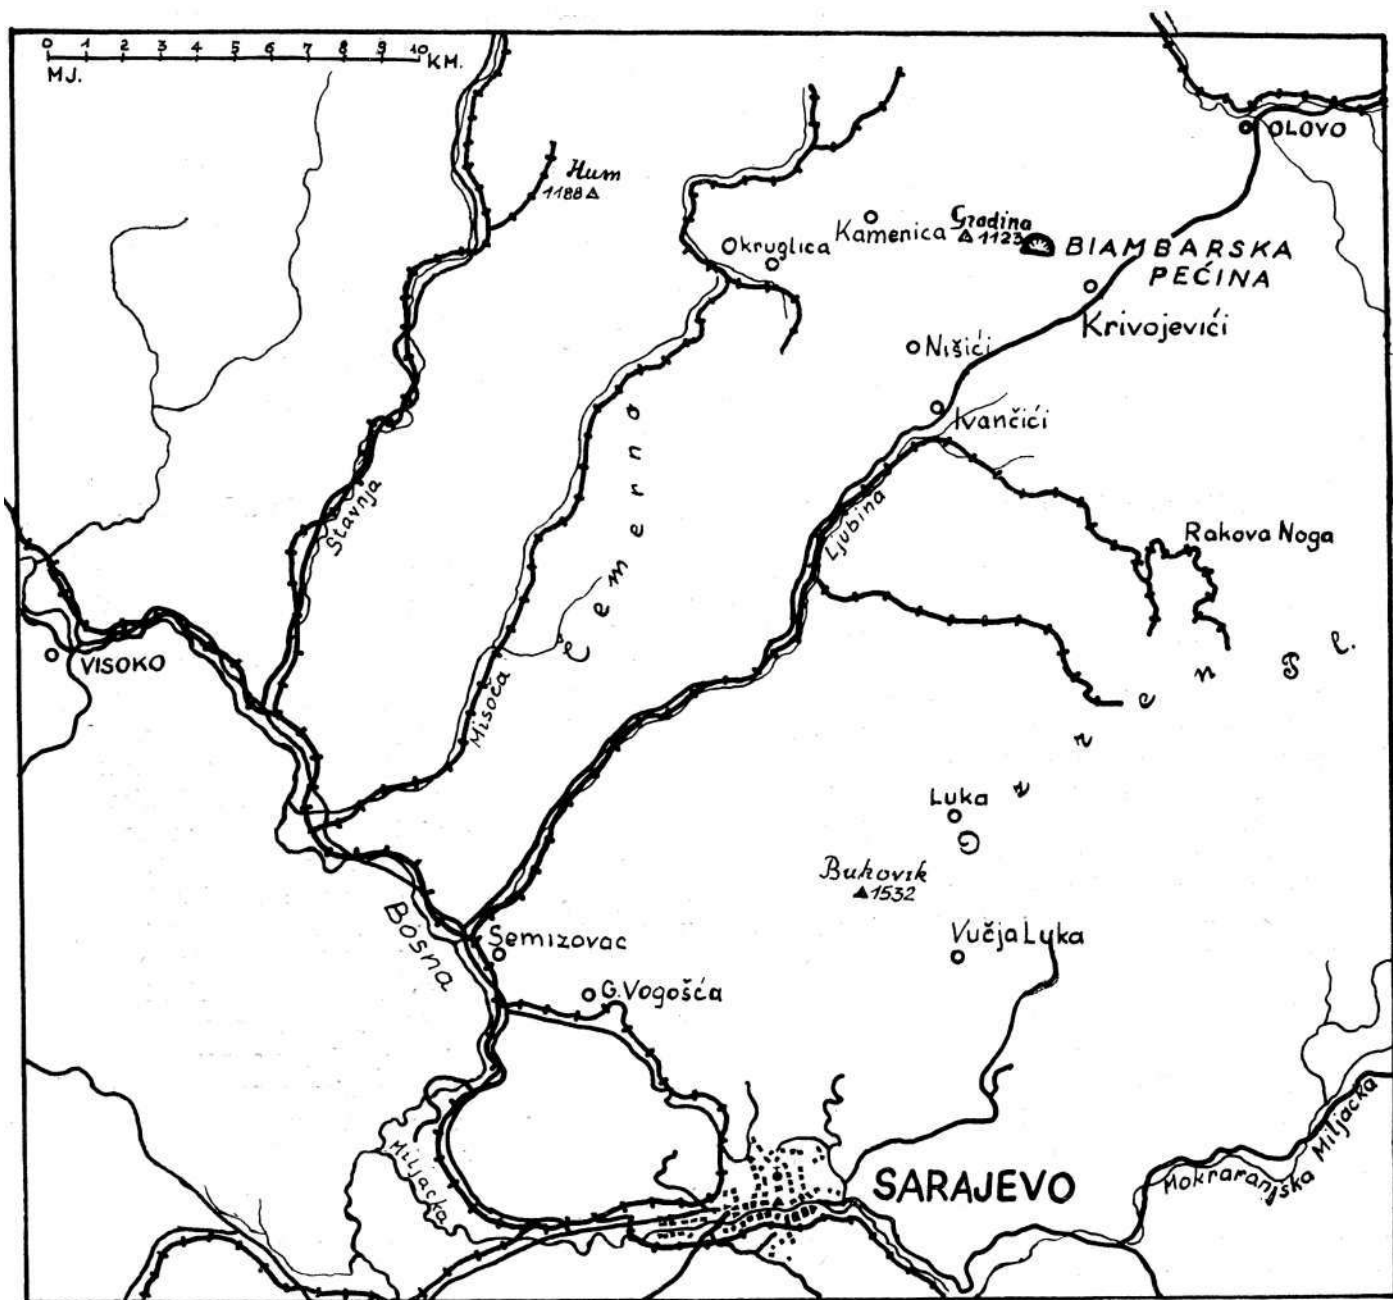 0 1 2 3 4 5 6 7 8 9 10 KM.
MJ.
OLOVO
Hum
1188
Gradina
1123
Kamenica
Okruglica
BIAMBARSKA
PEĆINA
Krivojevići
Nišići
Ivančići
Čemerno
Stavnja
Ljubina
Rakova Noga
VISOKO
Misoča
Ozren Pl.
Luka
Bukovik
1532
Vučja Luka
Bosna
Semizovac
G. Vogošća
Miljacka
SARAJEVO
Mokraranjška Miljacka